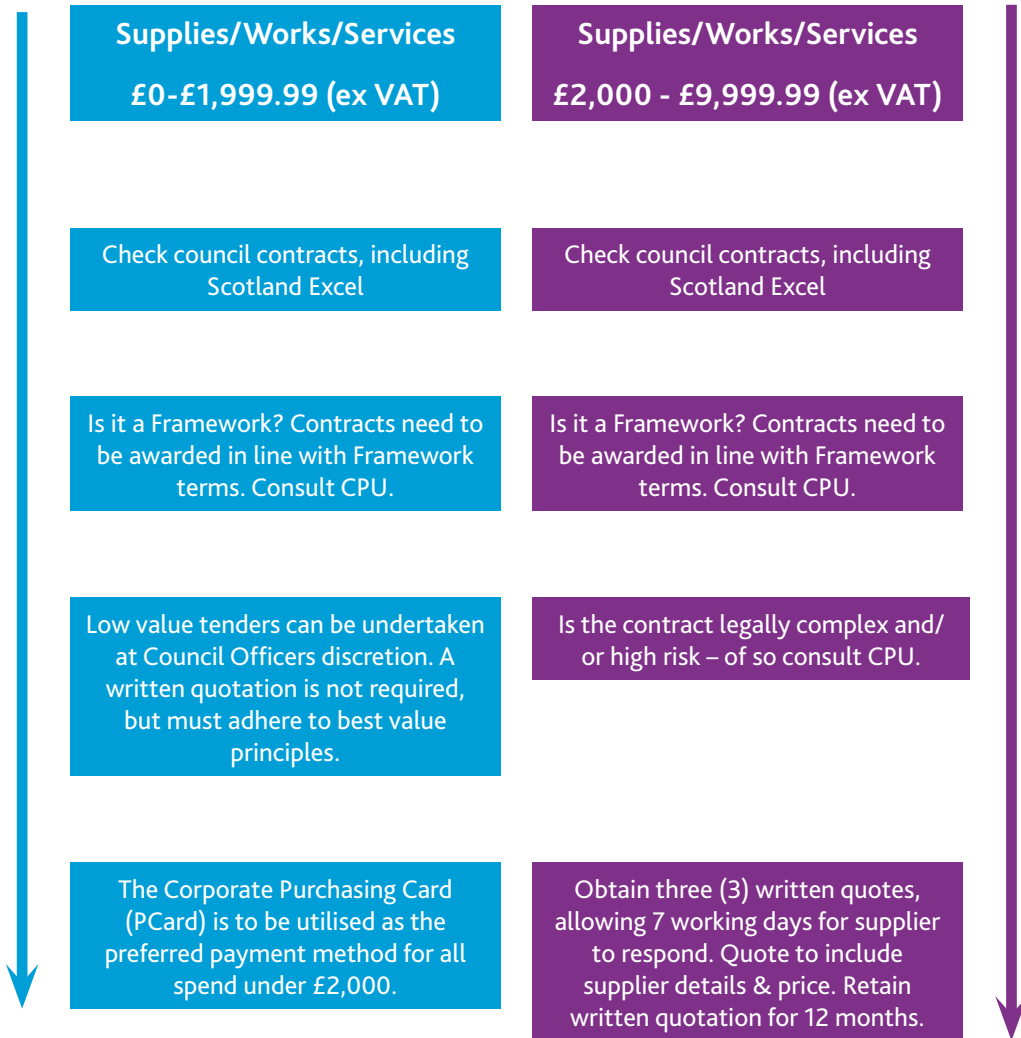 Supplies/Works/Services
£0-£1,999.99 (ex VAT)
Check council contracts, including
Scotland Excel
Is it a Framework? Contracts need to
be awarded in line with Framework
terms. Consult CPU.
Low value tenders can be undertaken
at Council Officers discretion. A
written quotation is not required,
but must adhere to best value
principles.
The Corporate Purchasing Card
(PCard) is to be utilised as the
preferred payment method for all
spend under £2,000.
Supplies/Works/Services
£2,000 - £9,999.99 (ex VAT)
Check council contracts, including
Scotland Excel
Is it a Framework? Contracts need to
be awarded in line with Framework
terms. Consult CPU.
Is the contract legally complex and/
or high risk – of so consult CPU.
Obtain three (3) written quotes,
allowing 7 working days for supplier
to respond. Quote to include
supplier details & price. Retain
written quotation for 12 months.